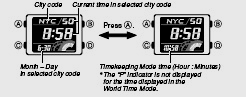 City code
Current time in selected city code
NYC/50
8:58
6:30
A
B
C
D
Press A.
NYC/50
8:58
10:58
A
B
C
D
Month – Day
in selected city code
Timekeeping Mode time (Hour : Minutes)
* The "P" indicator is not displayed
for the time displayed in the
World Time Mode.